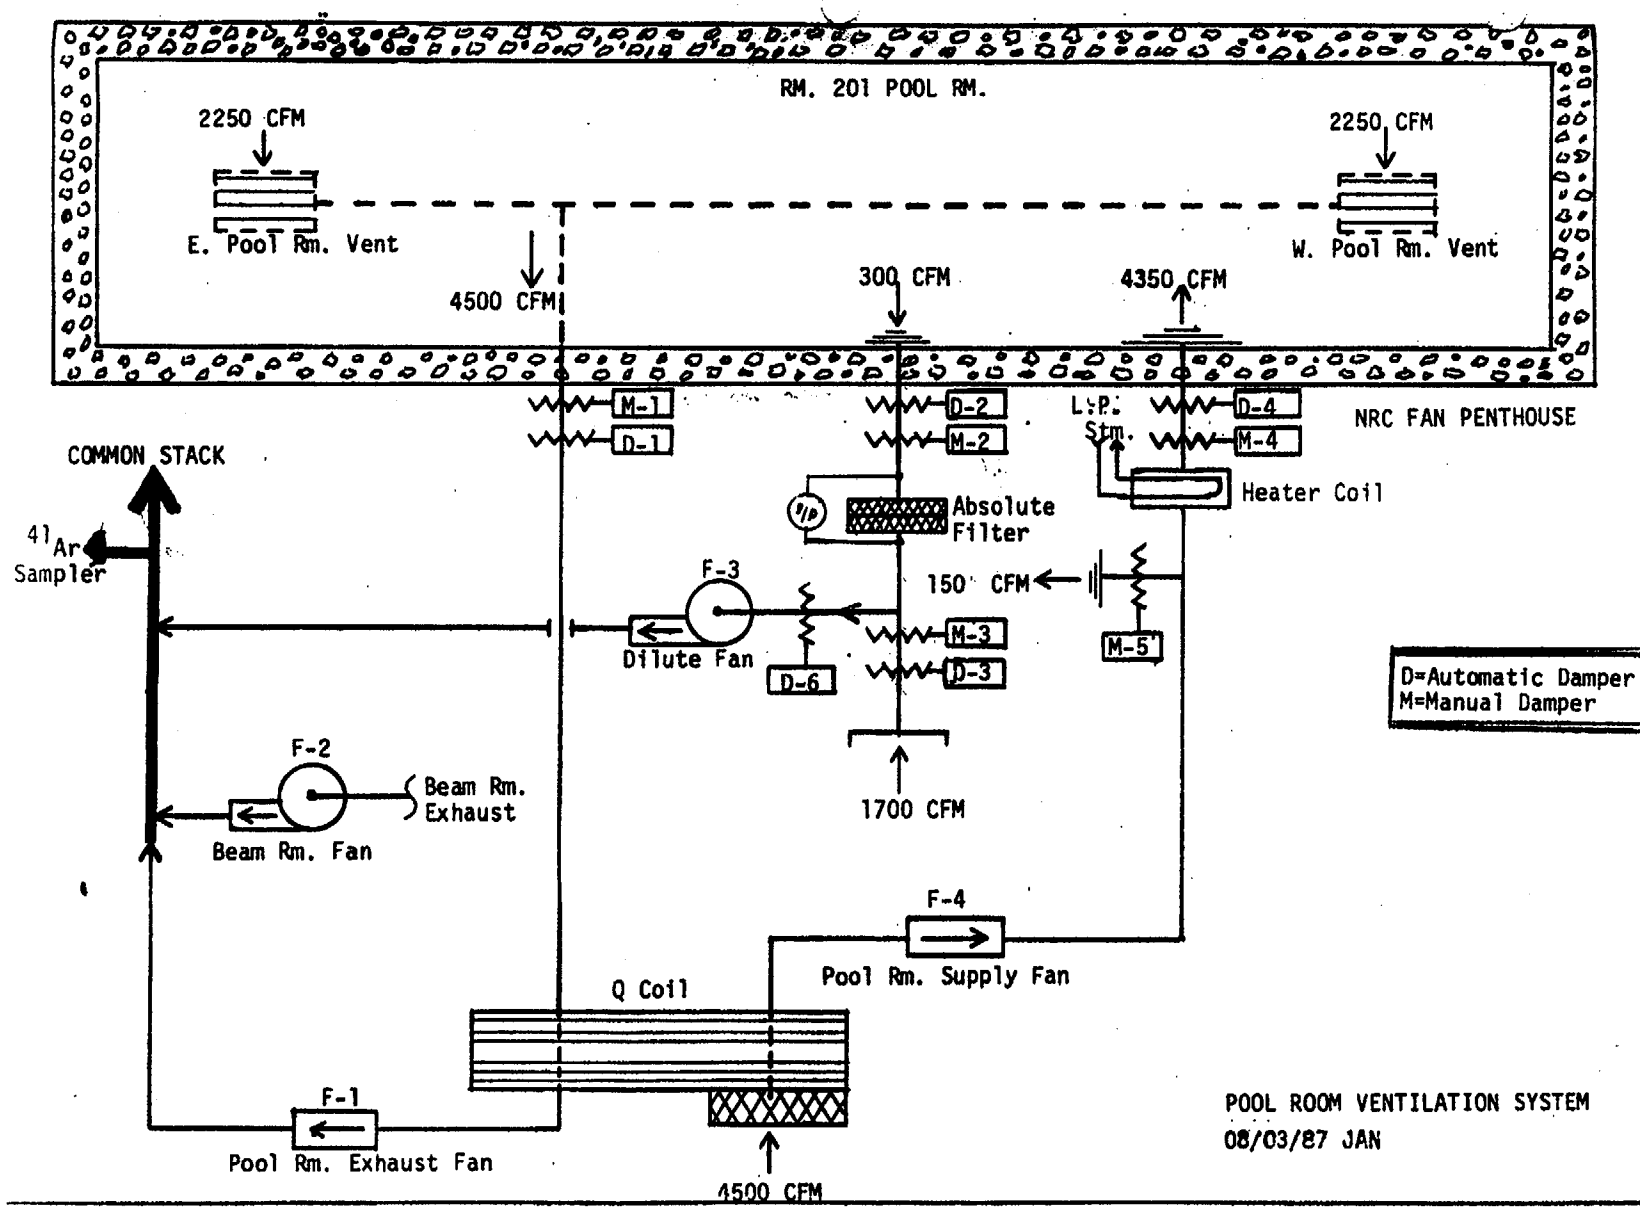 RM. 201 POOL RM.
2250 CFM
2250 CFM
E. Pool Rm. Vent
W. Pool Rm. Vent
4500 CFM
300 CFM
4350 CFM
M-1
D-1
D-2
M-2
L.P.
Stm.
D-4
M-4
NRC FAN PENTHOUSE
COMMON STACK
Heater Coil
Absolute
Filter
41Ar
Sampler
F-3
150 CFM
Dilute Fan
D-6
M-3
D-3
M-5
D=Automatic Damper
M=Manual Damper
F-2
Beam Rm.
Exhaust
1700 CFM
Beam Rm. Fan
F-4
Pool Rm. Supply Fan
Q Coil
F-1
Pool Rm. Exhaust Fan
4500 CFM
POOL ROOM VENTILATION SYSTEM
08/03/87 JAN